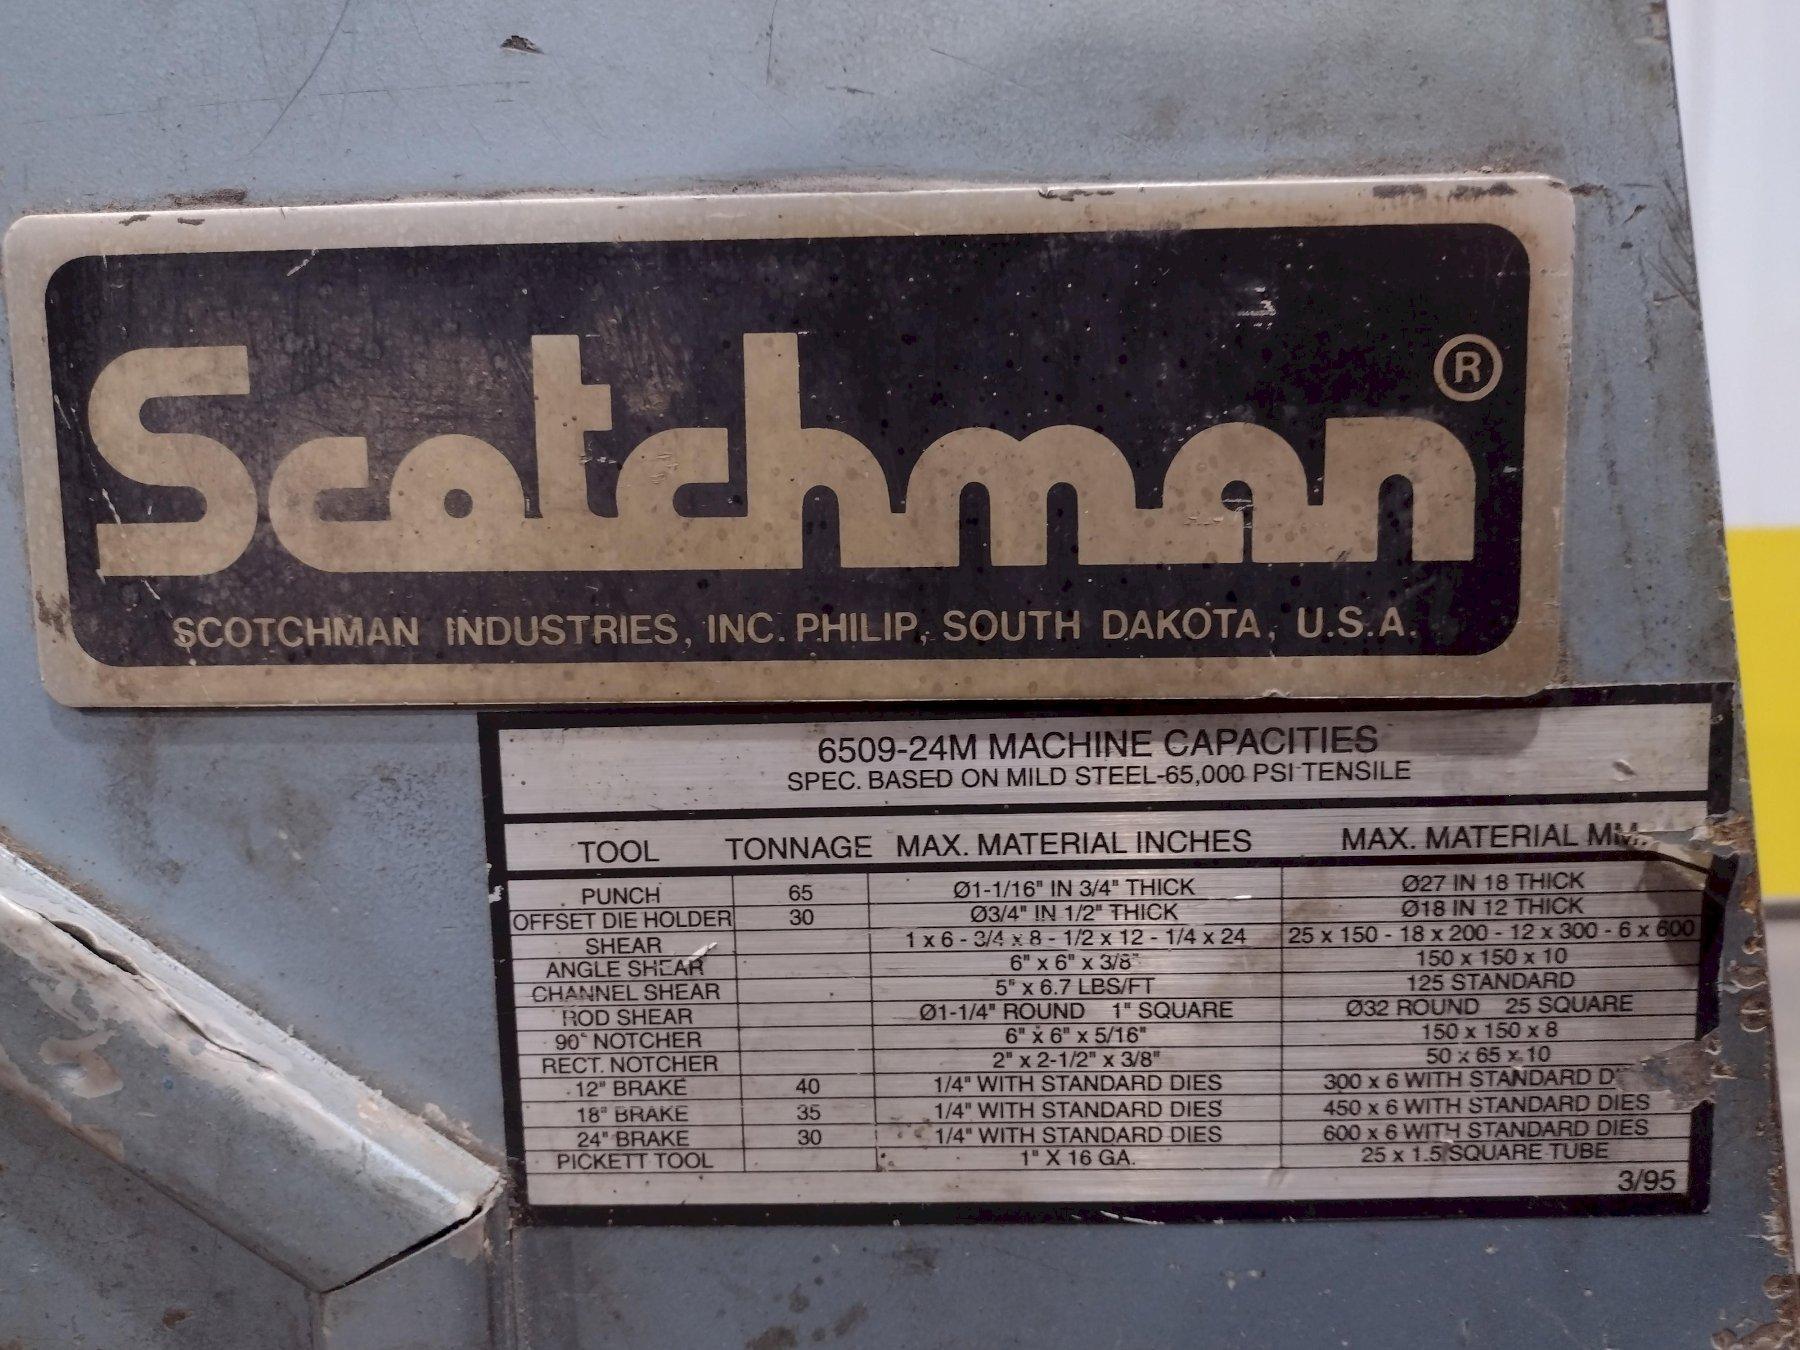 Scotchman ®
SCOTCHMAN INDUSTRIES, INC. PHILIP, SOUTH DAKOTA, U.S.A.
6509-24M MACHINE CAPACITIES
SPEC. BASED ON MILD STEEL-65,000 PSI TENSILE
TOOL TONNAGE MAX. MATERIAL INCHES MAX. MATERIAL MM.
PUNCH 65 Ø1-1/16" IN 3/4" THICK Ø27 IN 18 THICK
OFFSET DIE HOLDER 30 Ø3/4" IN 1/2" THICK Ø18 IN 12 THICK
SHEAR 1 x 6 - 3/4 x 8 - 1/2 x 12 - 1/4 x 24 25 x 150 - 18 x 200 - 12 x 300 - 6 x 600
ANGLE SHEAR 6" x 6" x 3/8" 150 x 150 x 10
CHANNEL SHEAR 5" x 6.7 LBS/FT 125 STANDARD
ROD SHEAR Ø1-1/4" ROUND 1" SQUARE Ø32 ROUND 25 SQUARE
90° NOTCHER 6" x 6" x 5/16" 150 x 150 x 8
RECT. NOTCHER 2" x 2-1/2" x 3/8" 50 x 65 x 10
12" BRAKE 40 1/4" WITH STANDARD DIES 300 x 6 WITH STANDARD D
18" BRAKE 35 1/4" WITH STANDARD DIES 450 x 6 WITH STANDARD DIES
24" BRAKE 30 1/4" WITH STANDARD DIES 600 x 6 WITH STANDARD DIES
PICKETT TOOL 1" X 16 GA. 25 x 1.5 SQUARE TUBE
3/95